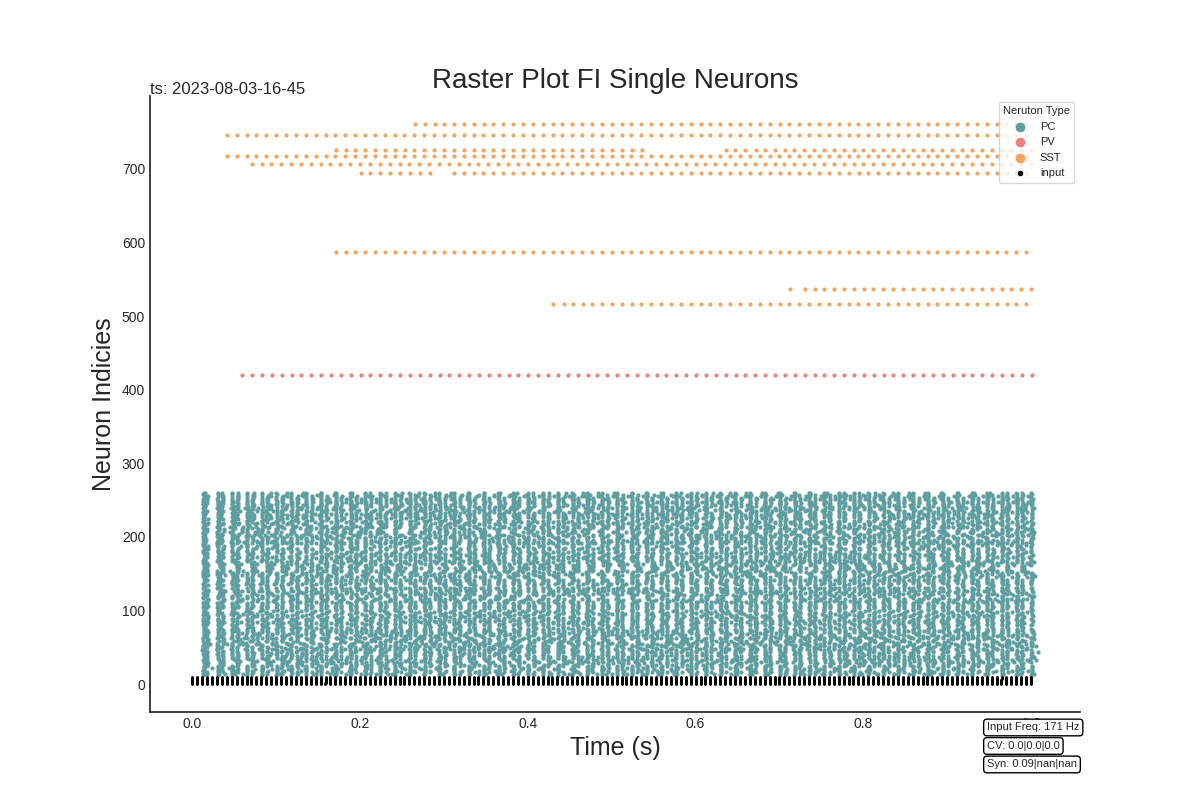 Raster Plot FI Single Neurons
ts: 2023-08-03-16-45
Neruton Type
PC
PV
SST
input
Neuron Indicies
700
600
500
400
300
200
100
0
0.0
0.2
0.4
0.6
0.8
Time (s)
Input Freq: 171 Hz
CV: 0.0|0.0|0.0
Syn: 0.09|nan|nan